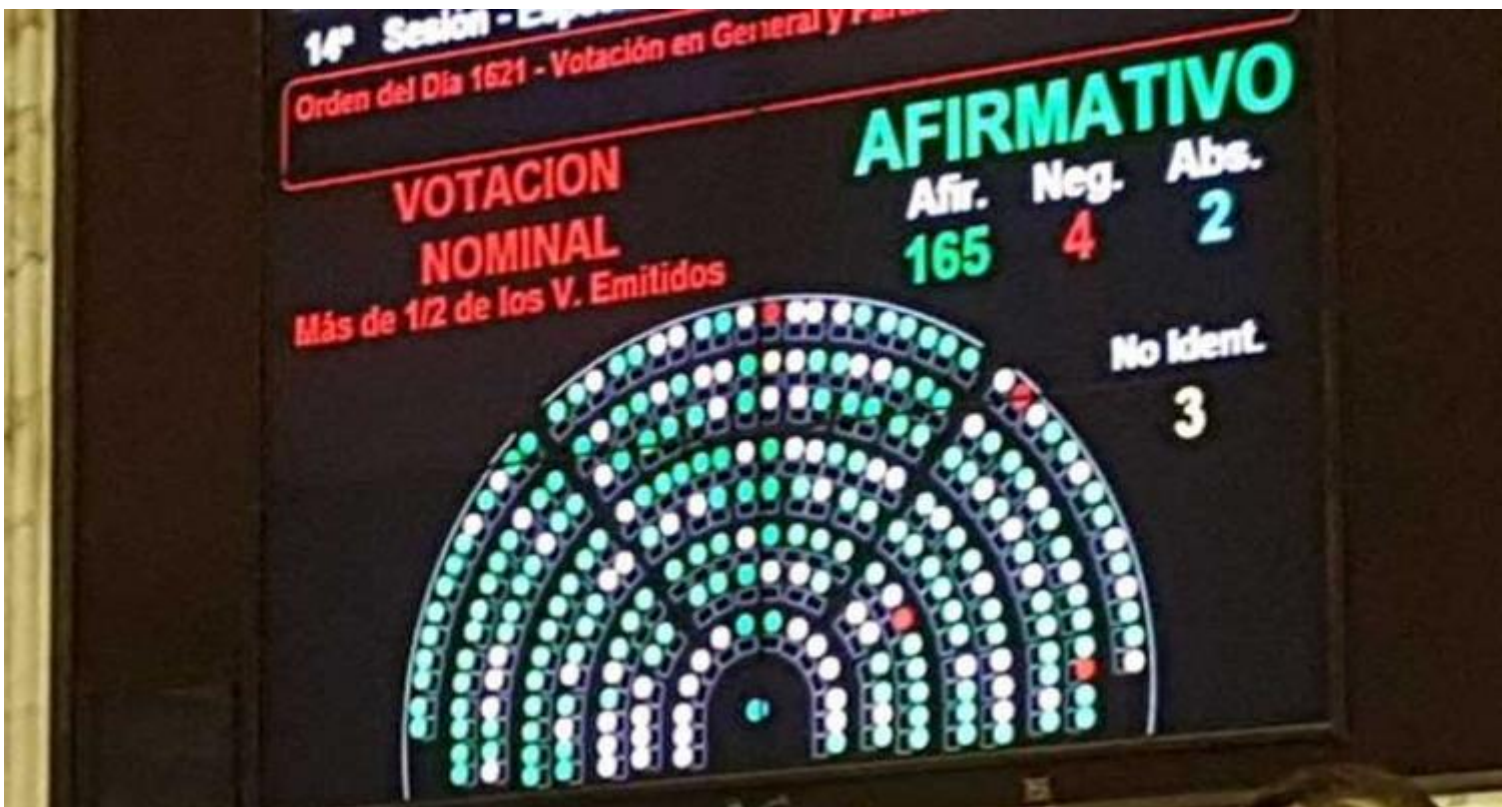 14ª Sesión -
Orden del Día 1621 - Votación en General y
AFIRMATIVO
VOTACION
NOMINAL
Más de 1/2 de los V. Emitidos
Afir. Neg. Abs.
165 4 2
No Ident.
3